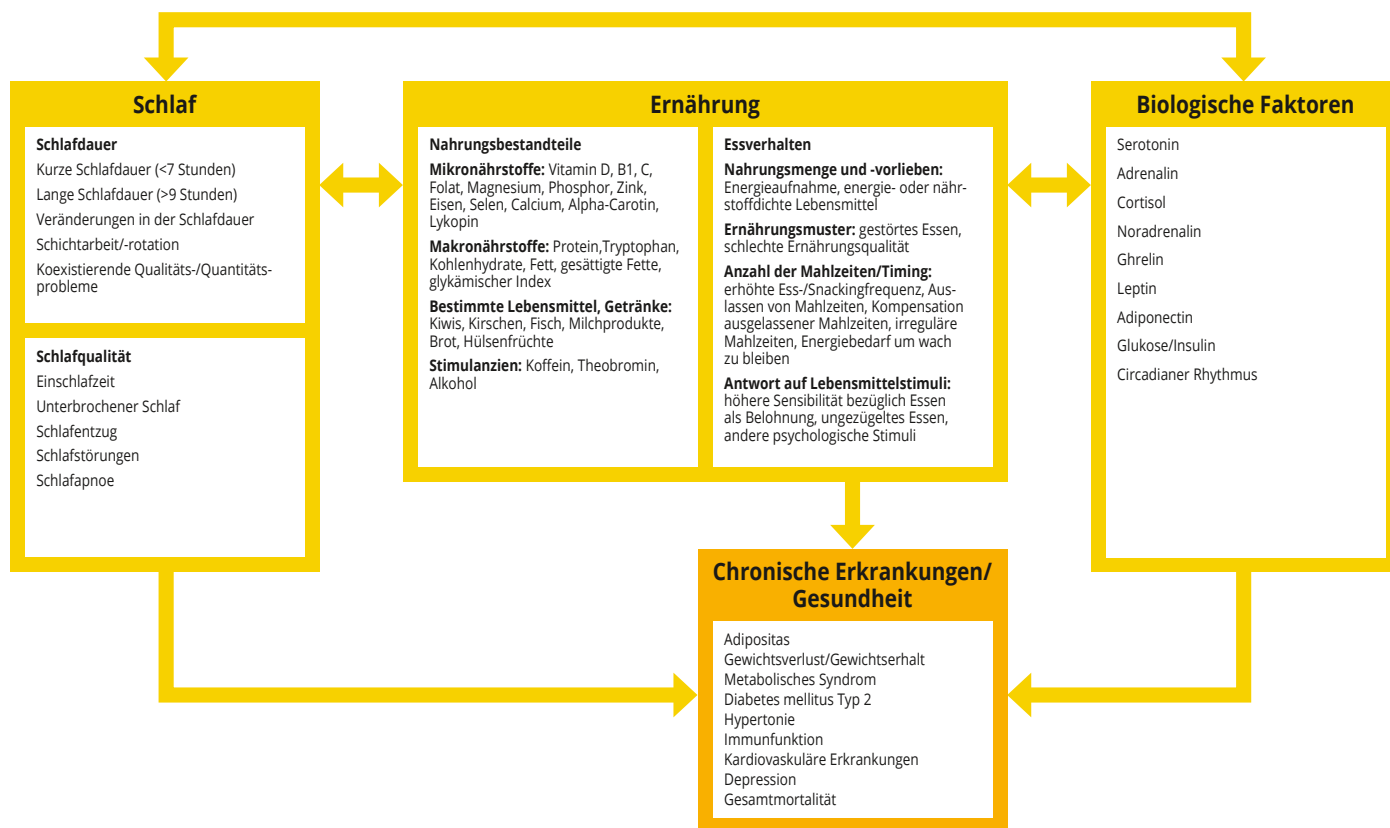 Schlaf
Schlafdauer
Kurze Schlafdauer (<7 Stunden)
Lange Schlafdauer (>9 Stunden)
Veränderungen in der Schlafdauer
Schichtarbeit/-rotation
Koexistierende Qualitäts-/Quantitäts-
probleme
Schlafqualität
Einschlafzeit
Unterbrochener Schlaf
Schlafentzug
Schlafstörungen
Schlafapnoe
Ernährung
Nahrungsbestandteile
Mikronährstoffe: Vitamin D, B1, C,
Folat, Magnesium, Phosphor, Zink,
Eisen, Selen, Calcium, Alpha-Carotin,
Lykopin
Makronährstoffe: Protein,Tryptophan,
Kohlenhydrate, Fett, gesättigte Fette,
glykämischer Index
Bestimmte Lebensmittel, Getränke:
Kiwis, Kirschen, Fisch, Milchprodukte,
Brot, Hülsenfrüchte
Stimulanzien: Koffein, Theobromin,
Alkohol
Essverhalten
Nahrungsmenge und -vorlieben:
Energieaufnahme, energie- oder nähr-
stoffdichte Lebensmittel
Ernährungsmuster: gestörtes Essen,
schlechte Ernährungsqualität
Anzahl der Mahlzeiten/Timing:
erhöhte Ess-/Snackingfrequenz, Aus-
lassen von Mahlzeiten, Kompensation
ausgelassener Mahlzeiten, irreguläre
Mahlzeiten, Energiebedarf um wach
zu bleiben
Antwort auf Lebensmittelstimuli:
höhere Sensibilität bezüglich Essen
als Belohnung, ungezügeltes Essen,
andere psychologische Stimuli
Biologische Faktoren
Serotonin
Adrenalin
Cortisol
Noradrenalin
Ghrelin
Leptin
Adiponectin
Glukose/Insulin
Circadianer Rhythmus
Chronische Erkrankungen/
Gesundheit
Adipositas
Gewichtsverlust/Gewichtserhalt
Metabolisches Syndrom
Diabetes mellitus Typ 2
Hypertonie
Immunfunktion
Kardiovaskuläre Erkrankungen
Depression
Gesamtmortalität